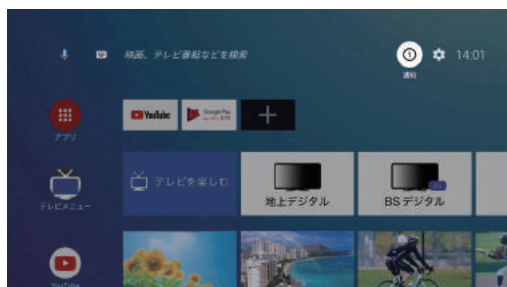 映画、テレビ番組などを検索
① 14:01
通知
アプリ
YouTube
Google Play
テレビメニュー
テレビを楽しむ
地上デジタル
BSデジタル
YouTube